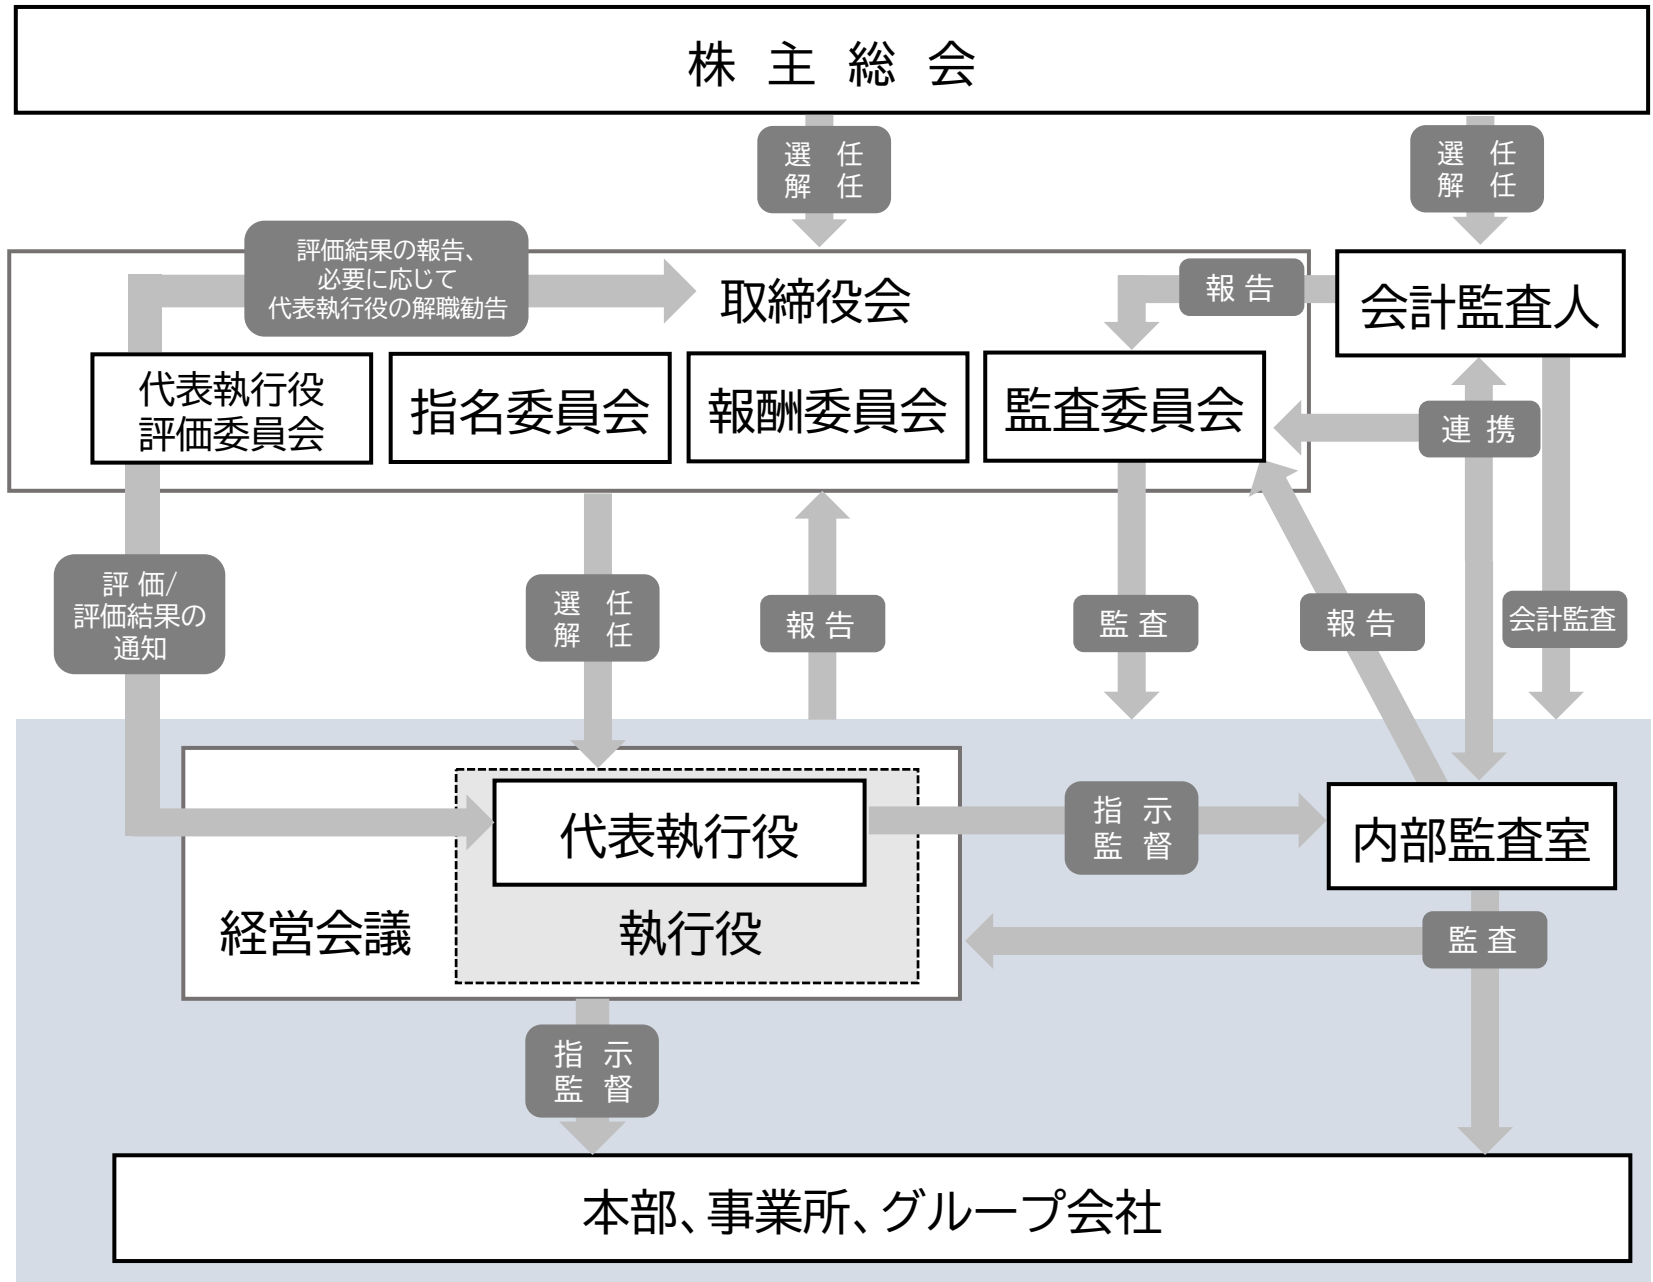 株 主 総 会
選 任
解 任
選 任
解 任
評価結果の報告、
必要に応じて
代表執行役の解職勧告
取締役会
報 告
会計監査人
代表執行役
評価委員会
指名委員会
報酬委員会
監査委員会
連 携
評 価/
評価結果の
通知
選 任
解 任
報 告
監 査
報 告
会計監査
代表執行役
指 示
監 督
内部監査室
経営会議
執行役
監 査
指 示
監 督
本部、事業所、グループ会社